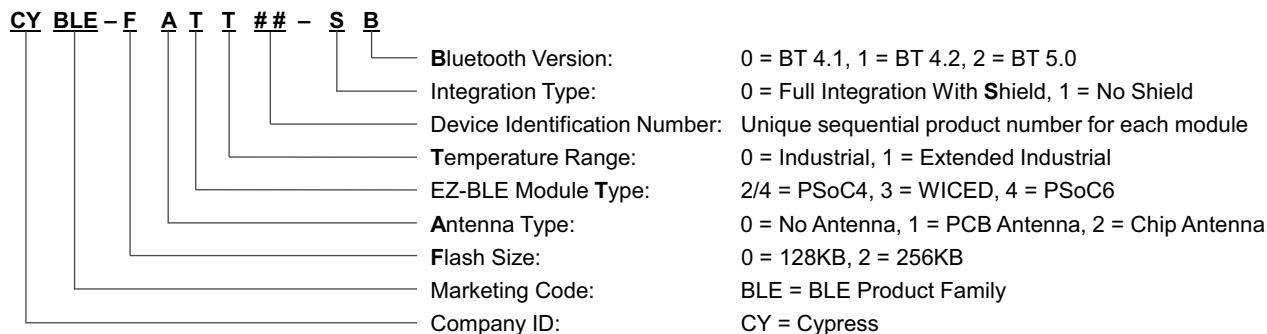 CY BLE – F A T T ## – S B
Bluetooth Version: 0 = BT 4.1, 1 = BT 4.2, 2 = BT 5.0
Integration Type: 0 = Full Integration With Shield, 1 = No Shield
Device Identification Number: Unique sequential product number for each module
Temperature Range: 0 = Industrial, 1 = Extended Industrial
EZ-BLE Module Type: 2/4 = PSoC4, 3 = WICED, 4 = PSoC6
Antenna Type: 0 = No Antenna, 1 = PCB Antenna, 2 = Chip Antenna
Flash Size: 0 = 128KB, 2 = 256KB
Marketing Code: BLE = BLE Product Family
Company ID: CY = Cypress